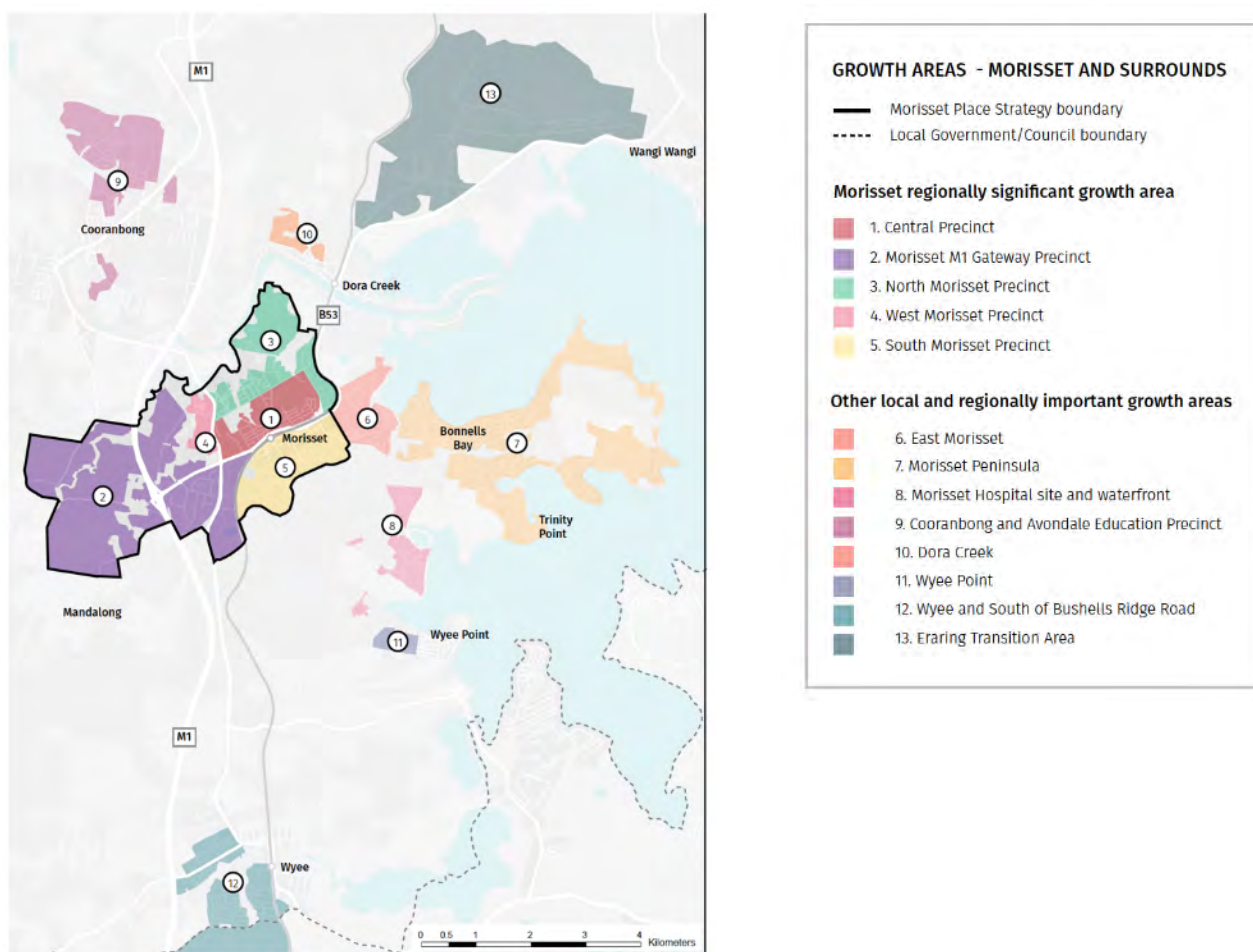 M1
13
Wangi Wangi
9
Cooranbong
10
Dora Creek
B53
3
1
Morisset
4
6
Bonnells
Bay
7
5
2
8
Trinity
Point
Mandalong
11
Wyee Point
M1
Wyee
12
0 0.5 1 2 3 4
Kilometers
GROWTH AREAS - MORISSET AND SURROUNDS
Morisset Place Strategy boundary
Local Government/Council boundary
Morisset regionally significant growth area
1. Central Precinct
2. Morisset M1 Gateway Precinct
3. North Morisset Precinct
4. West Morisset Precinct
5. South Morisset Precinct
Other local and regionally important growth areas
6. East Morisset
7. Morisset Peninsula
8. Morisset Hospital site and waterfront
9. Cooranbong and Avondale Education Precinct
10. Dora Creek
11. Wyee Point
12. Wyee and South of Bushells Ridge Road
13. Eraring Transition Area